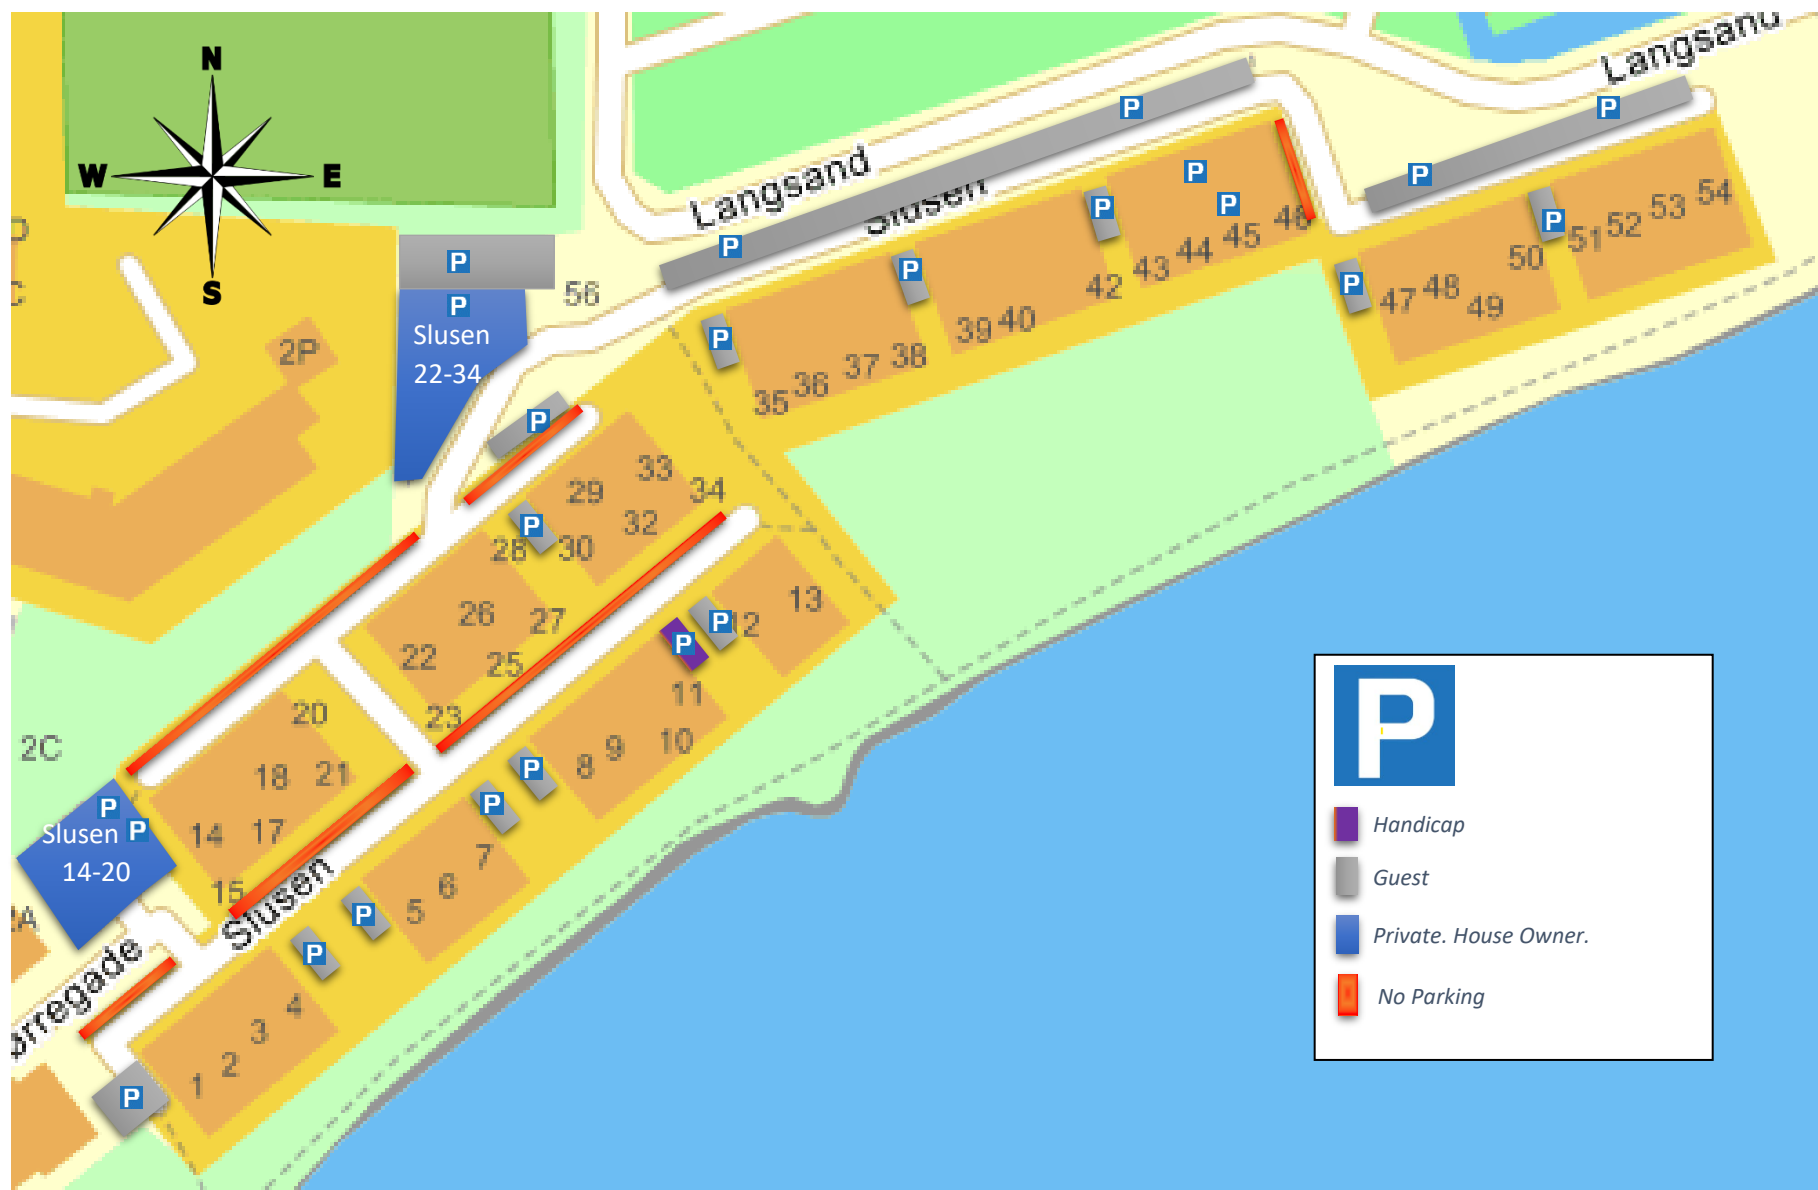 N
W E
S
Langsand
Langsand
Slusen
P
P
P
P
P
P
P
P
P
P
P
P
P
Slusen
22-34
56
2P
35 36 37 38 39 40 42 43 44 45 46
47 48 49 50 51 52 53 54
P
P
29 33 34
28 30 32
26 27
22 25
23
20
18 21
14 17
15
P
P
13
12
11
10
9
8
P
P
7
6
5
P
P
4
3
2
1
P
2C
P
P
Slusen
14-20
Slusen
P
Handicap
Guest
Private. House Owner.
No Parking